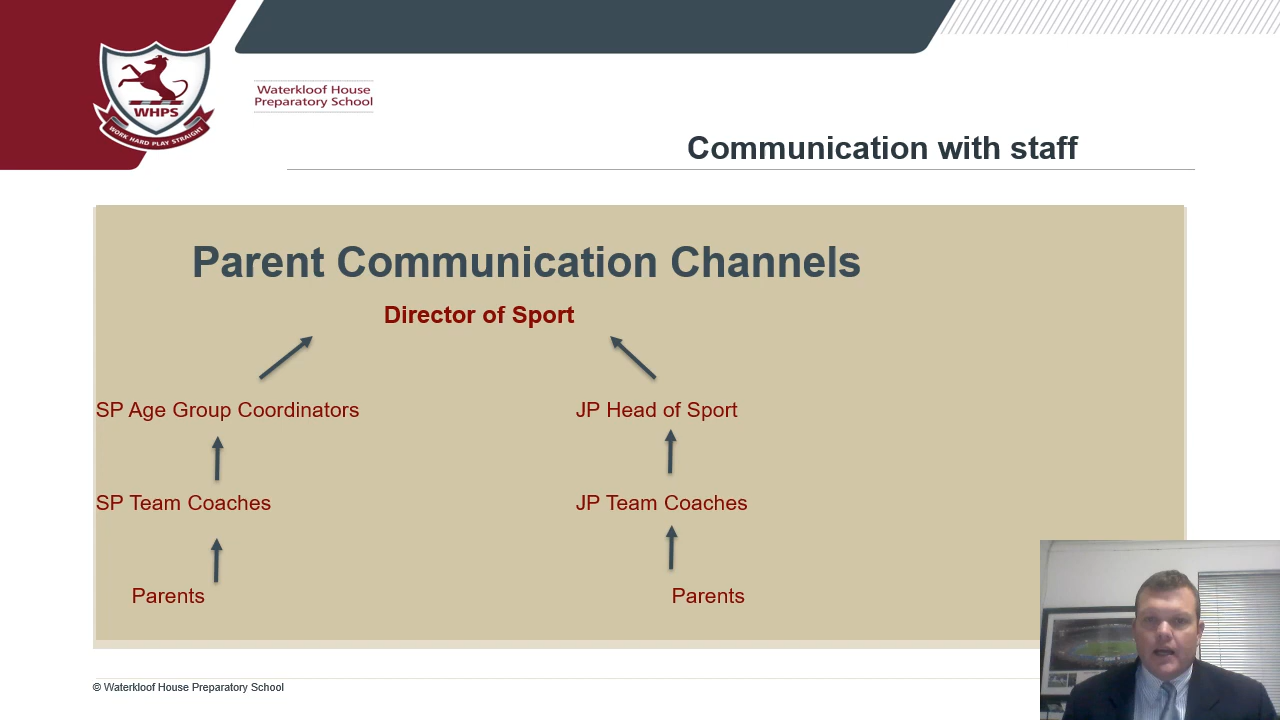 WHPS
WORK HARD PLAY STRAIGHT
Waterkloof House
Preparatory School
Communication with staff
Parent Communication Channels
Director of Sport
SP Age Group Coordinators
JP Head of Sport
SP Team Coaches
JP Team Coaches
Parents
Parents
© Waterkloof House Preparatory School